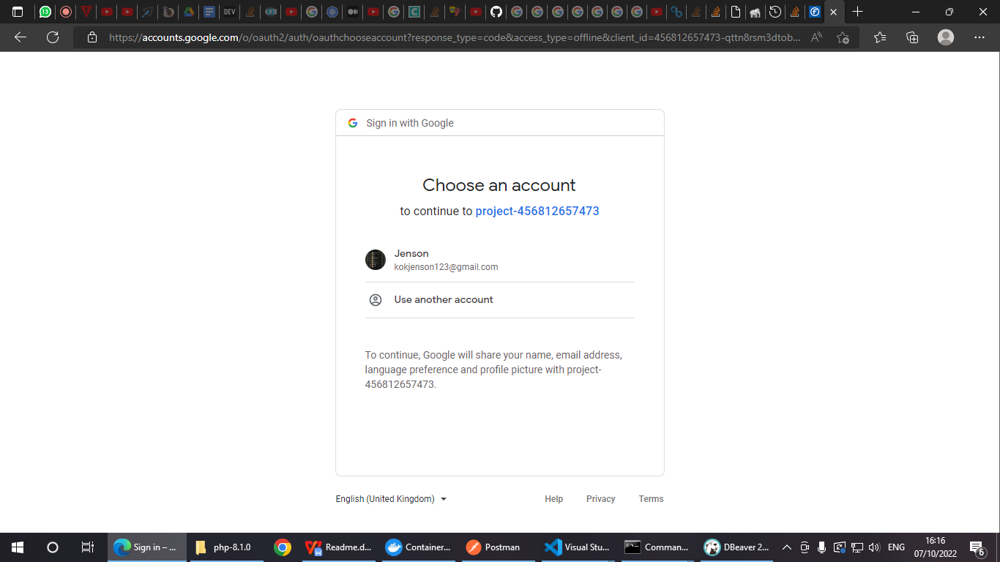 13
DEV
https://accounts.google.com/o/oauth2/auth/oauthchooseaccount?response_type=code&access_type=offline&client_id=456812657473-qttn8rsm3dtob...
Sign in with Google
Choose an account
to continue to project-456812657473
Jenson
kokjenson123@gmail.com
Use another account
To continue, Google will share your name, email address,
language preference and profile picture with project-
456812657473.
English (United Kingdom)
Help
Privacy
Terms
Sign in – ...
php-8.1.0
Readme.d...
Container...
Postman
Visual Stu...
Comman...
DBeaver 2...
ENG
16:16
07/10/2022
6